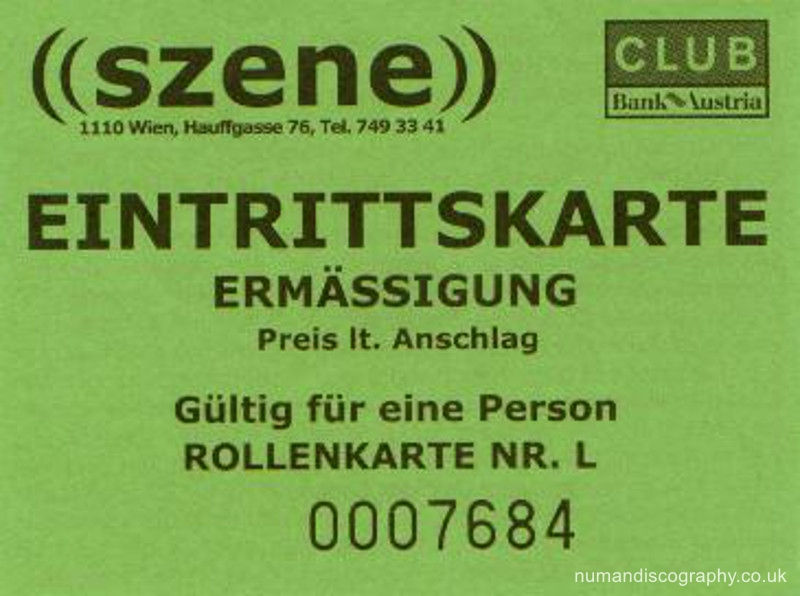 ((szene))
1110 Wien, Hauffgasse 76, Tel. 749 33 41
CLUB
Bank Austria
EINTRITTSKARTE
ERMÄSSIGUNG
Preis lt. Anschlag
Gültig für eine Person
ROLLENKARTE NR. L
0007684
numandiscography.co.uk